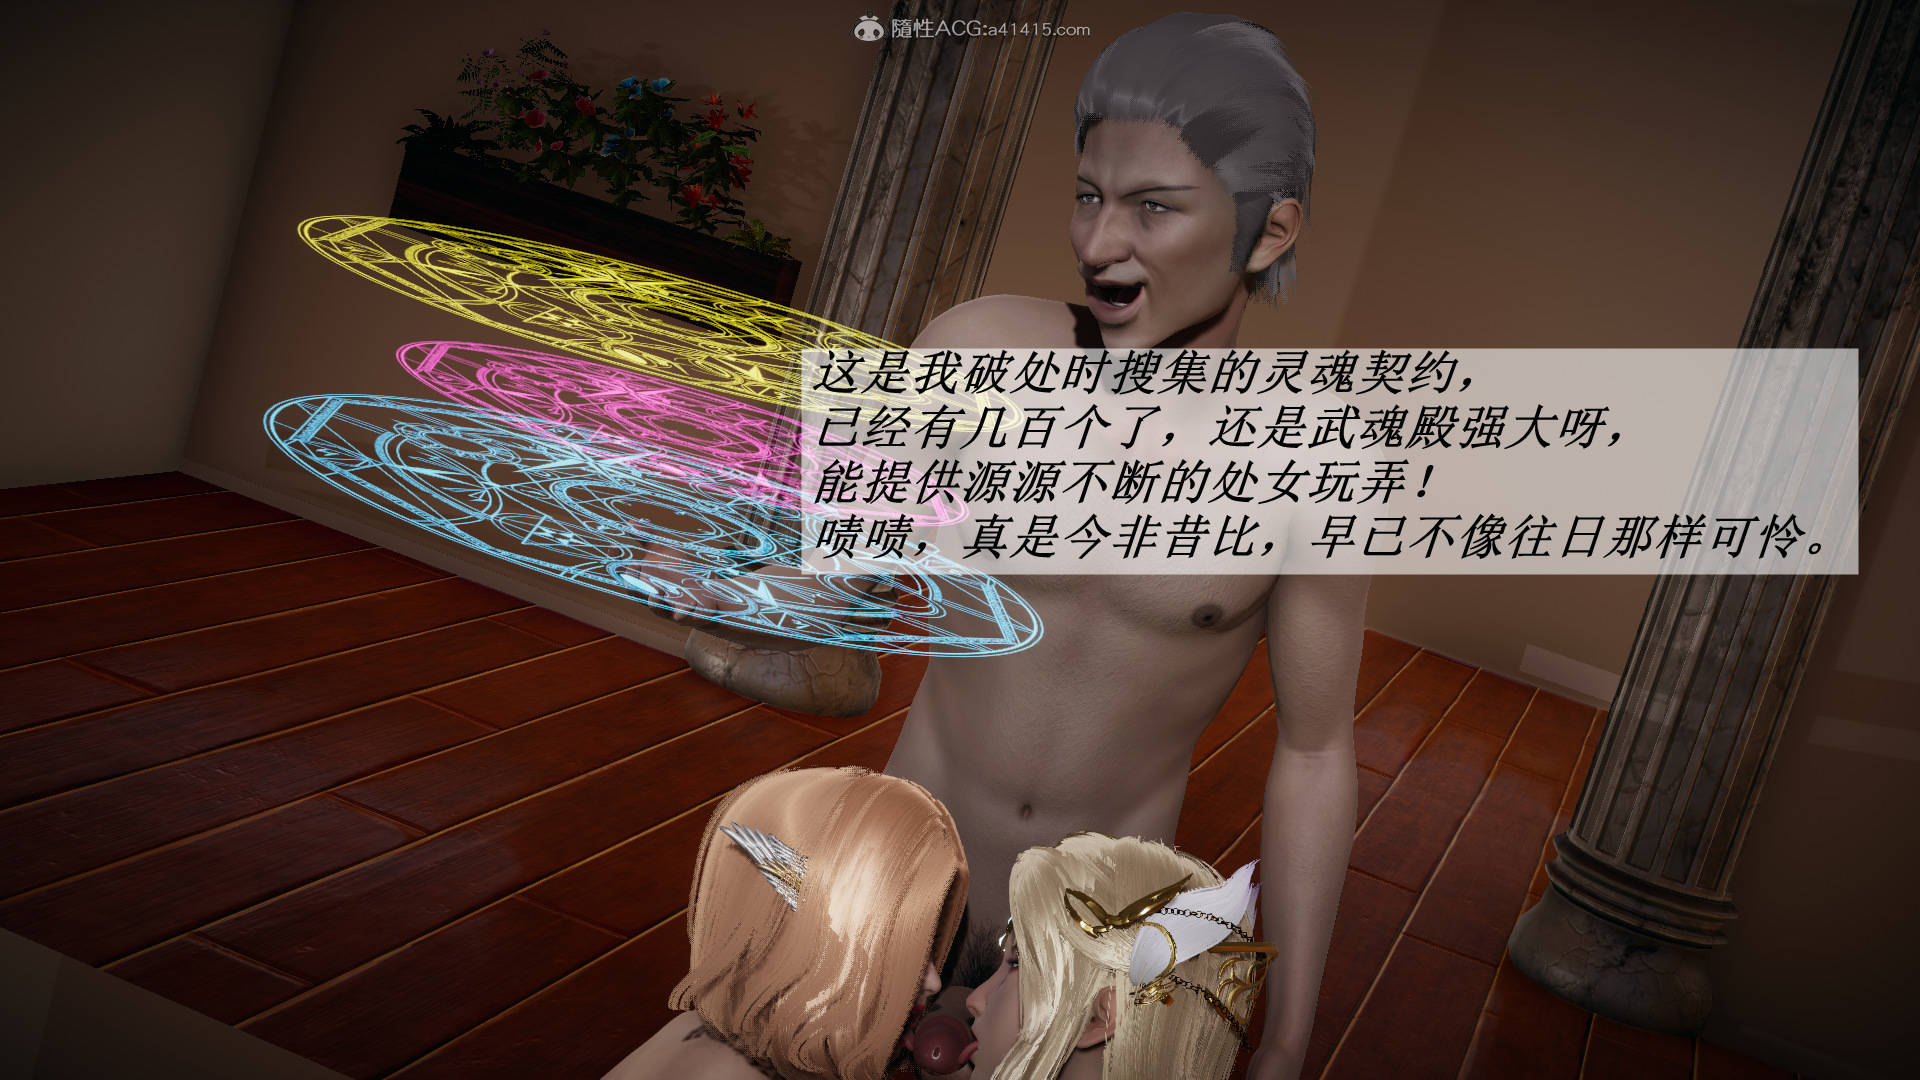 隨性ACG:a41415.com
这是我破处时搜集的灵魂契约，
已经有几百个了，还是武魂殿强大呀，
能提供源源不断的处女玩弄！
啧啧，真是今非昔比，早已不像往日那样可怜。